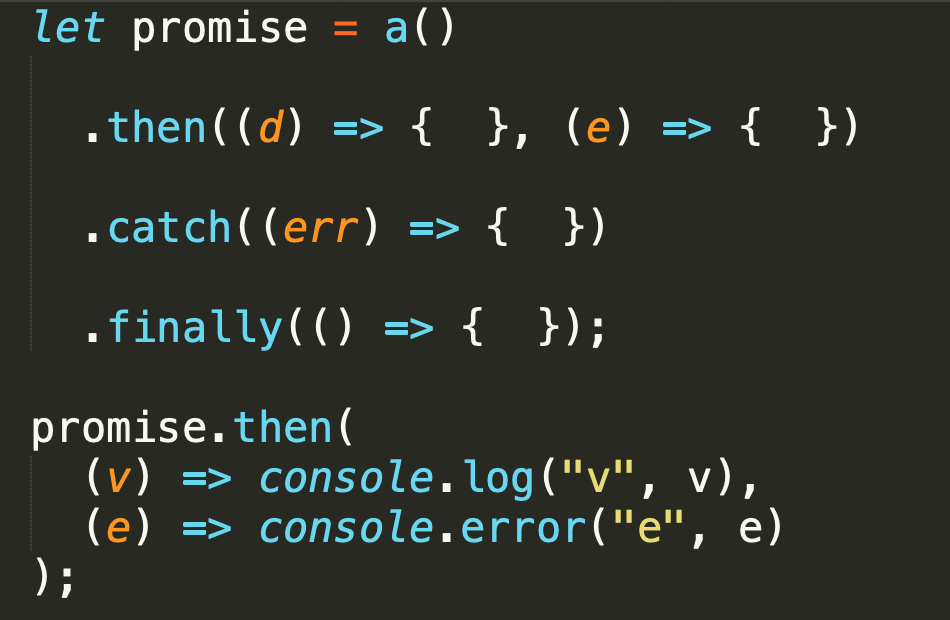 let promise = a()
.then((d) => {  }, (e) => {  })
.catch((err) => {  })
.finally(() => {  });
promise.then(
(v) => console.log("v", v),
(e) => console.error("e", e)
);